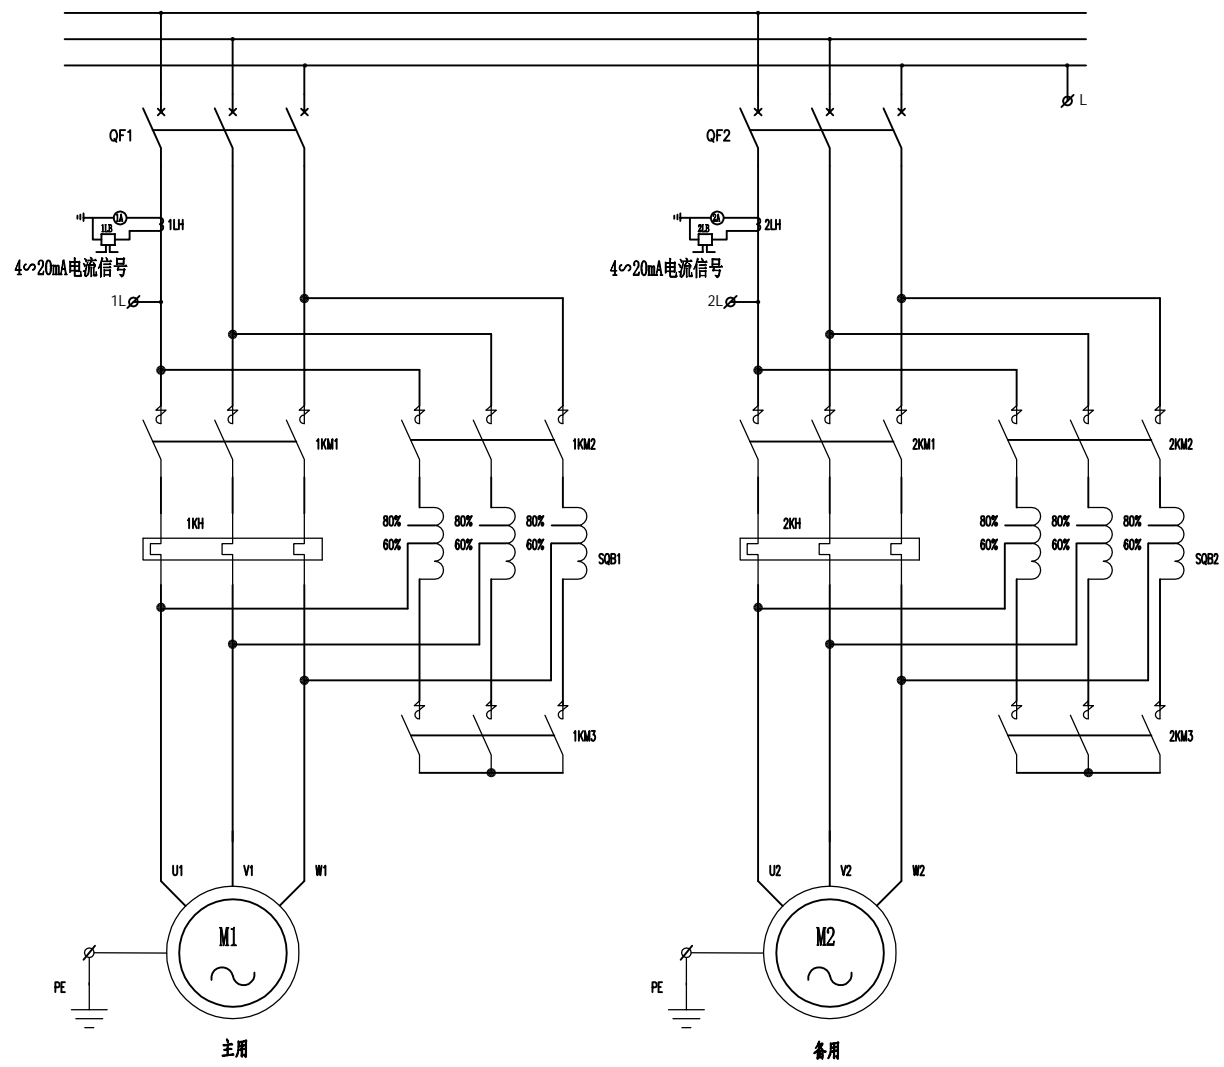 L
QF1
QF2
1A
1LB
1LH
2A
2LB
2LH
4∽20mA电流信号
4∽20mA电流信号
1L
2L
1KM1
1KM2
2KM1
2KM2
1KH
80%
80%
80%
2KH
80%
80%
80%
60%
60%
60%
SQB1
60%
60%
60%
SQB2
1KM3
2KM3
U1
V1
W1
U2
V2
W2
M1
M2
PE
PE
主用
备用